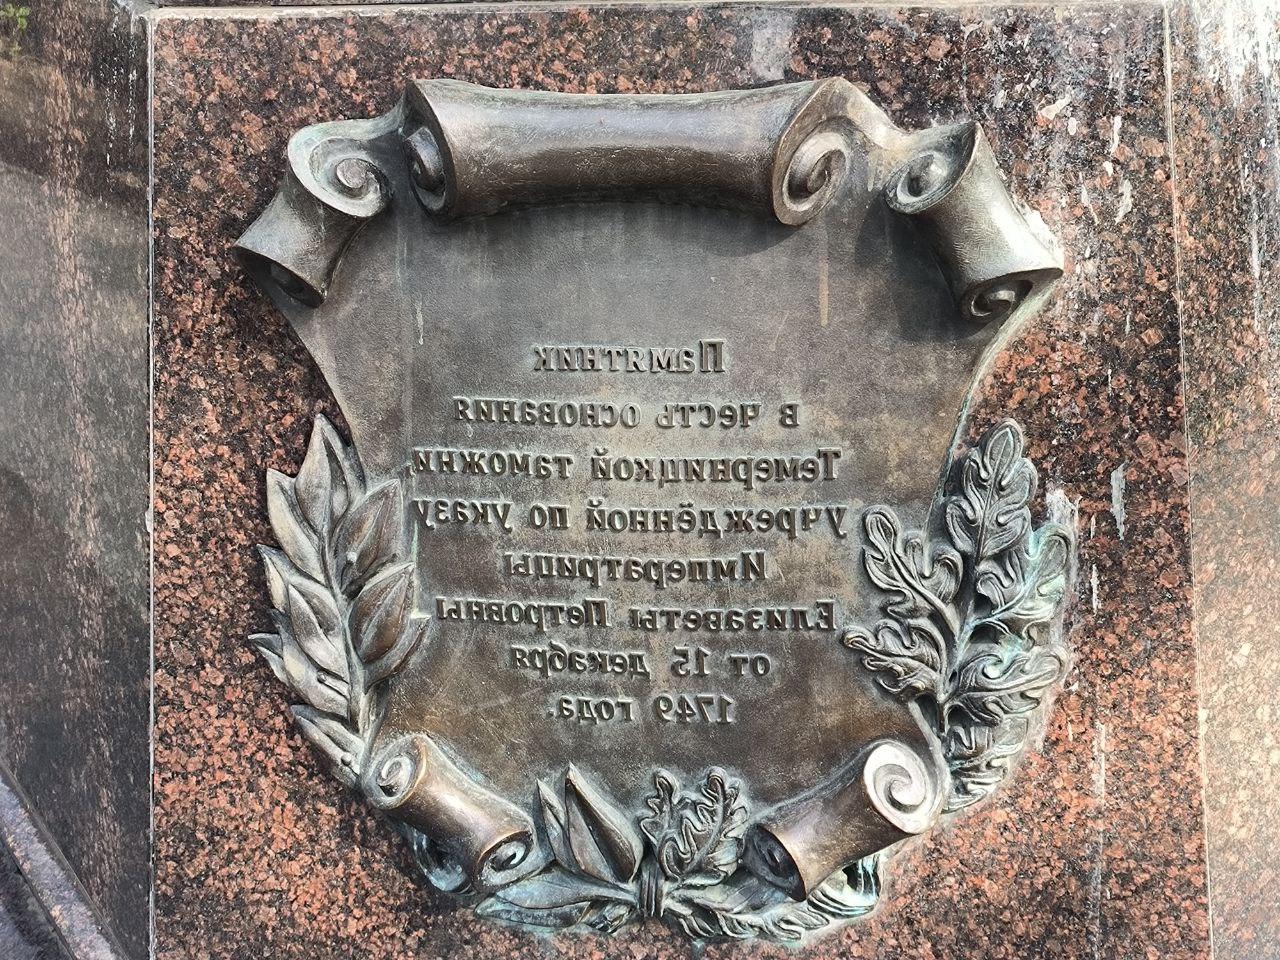 Памятник
в честь основания
Темерницкой таможни
учреждённой по указу
Императрицы
Елизаветы Петровны
от 15 декабря
1749 года.